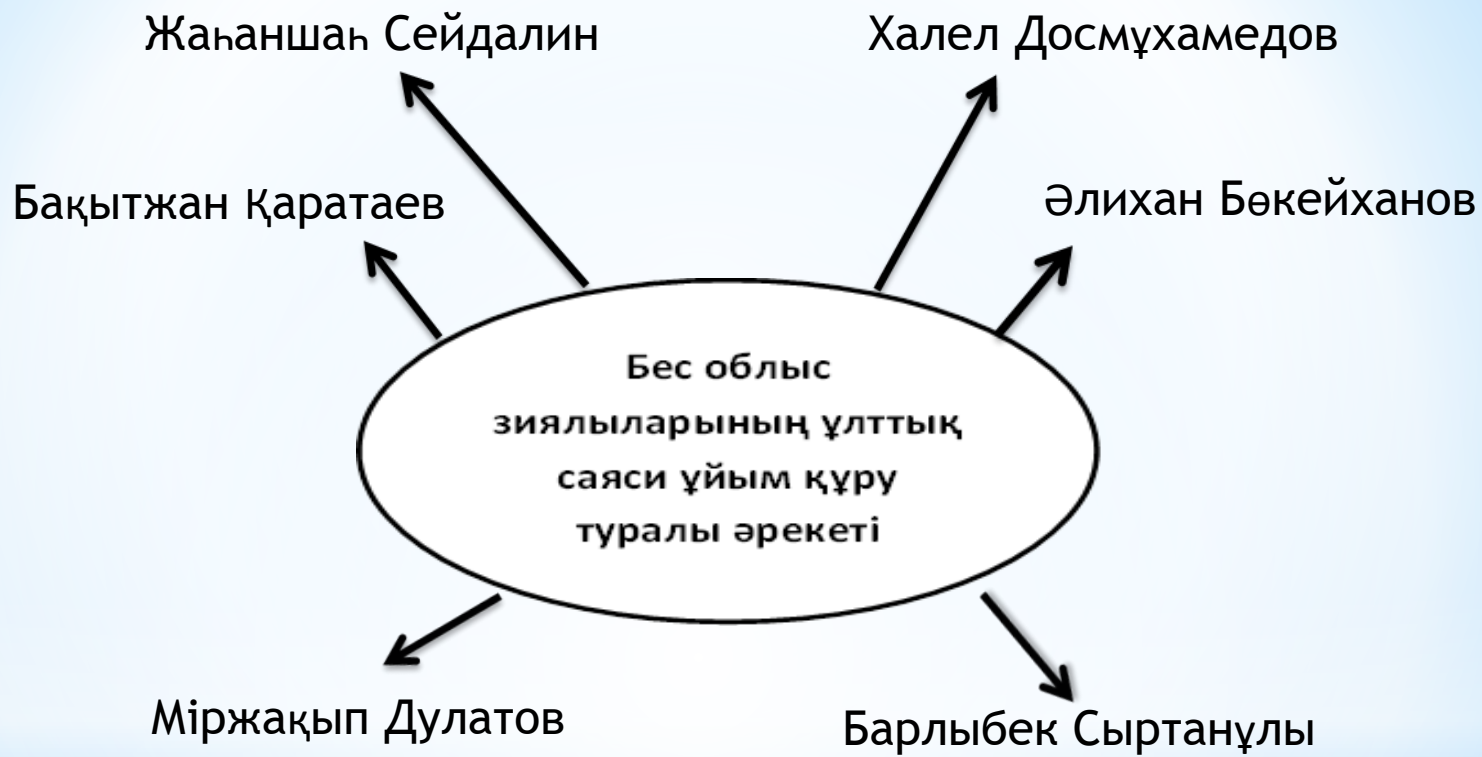 Жаһаншаһ Сейдалин
Халел Досмұхамедов
Бақытжан Қаратаев
Әлихан Бөкейханов
Бес облыс
зиялыларының ұлттық
саяси ұйым құру
туралы әрекеті
Міржақып Дулатов
Барлыбек Сыртанұлы